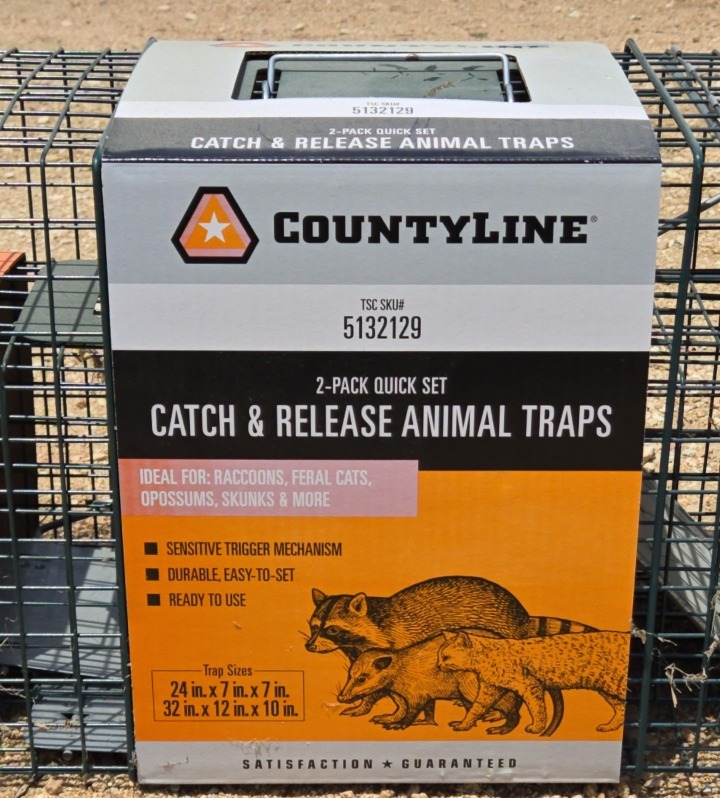 TSC SKU#
5132129
2-PACK QUICK SET
CATCH & RELEASE ANIMAL TRAPS
COUNTYLINE®
TSC SKU#
5132129
2-PACK QUICK SET
CATCH & RELEASE ANIMAL TRAPS
IDEAL FOR: RACCOONS, FERAL CATS,
OPOSSUMS, SKUNKS & MORE
SENSITIVE TRIGGER MECHANISM
DURABLE, EASY-TO-SET
READY TO USE
Trap Sizes
24 in. x 7 in. x 7 in.
32 in. x 12 in. x 10 in.
SATISFACTION ★ GUARANTEED